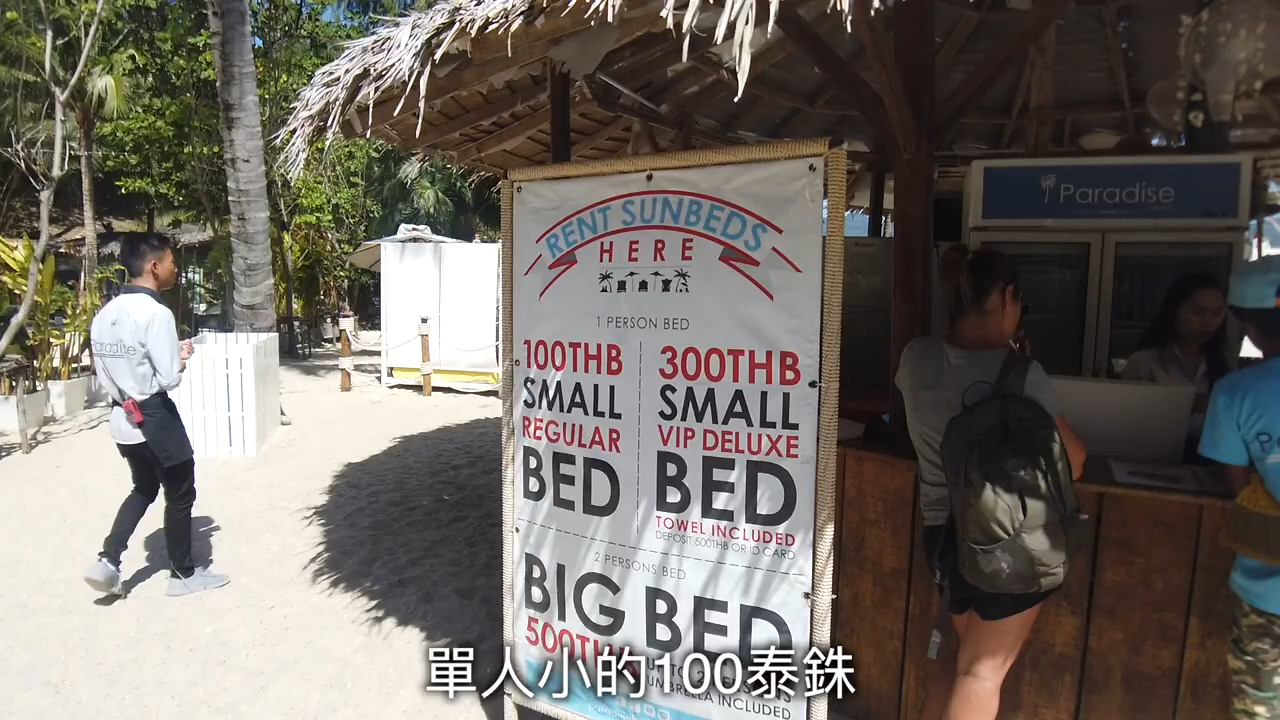 RENT SUNBEDS
HERE
1 PERSON BED
100THB
SMALL
REGULAR
BED
300THB
SMALL
VIP DELUXE
BED
TOWEL INCLUDED
DEPOSIT 500THB OR ID CARD
2 PERSONS BED
BIG BED
UMBRELLA INCLUDED
Paradise
Paradise
單人小的100泰銖